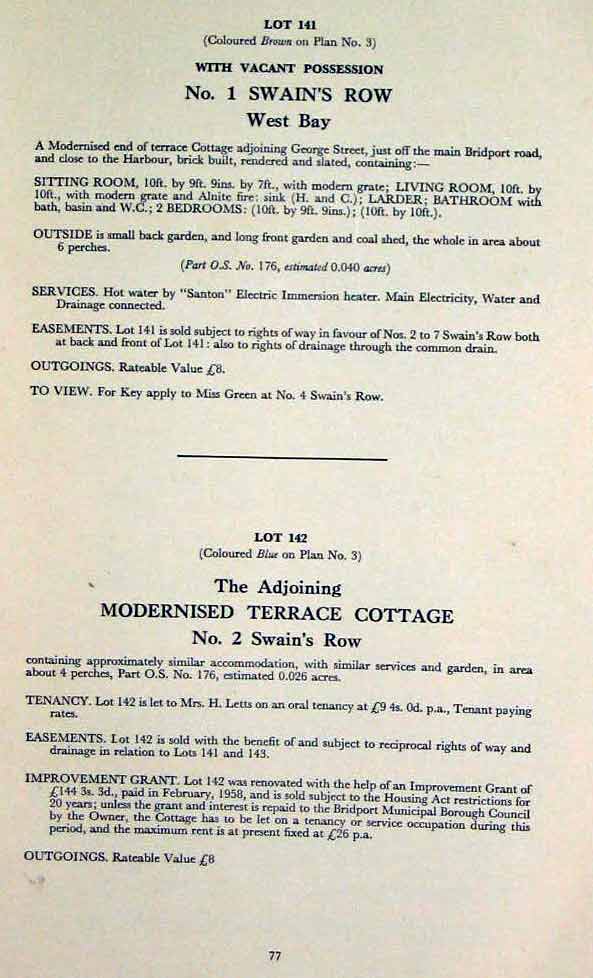 LOT 141
(Coloured Brown on Plan No. 3)
WITH VACANT POSSESSION
No. 1 SWAIN'S ROW
West Bay
A Modernised end of terrace Cottage adjoining George Street, just off the main Bridport road,
and close to the Harbour, brick built, rendered and slated, containing:—
SITTING ROOM, 10ft. by 9ft. 9ins. by 7ft., with modern grate; LIVING ROOM, 10ft. by
10ft., with modern grate and Alnite fire: sink (H. and C.); LARDER; BATHROOM with
bath, basin and W.C.; 2 BEDROOMS: (10ft. by 9ft. 9ins.); (10ft. by 10ft.).
OUTSIDE is small back garden, and long front garden and coal shed, the whole in area about
6 perches.
(Part O.S. No. 176, estimated 0.040 acres)
SERVICES. Hot water by "Santon" Electric Immersion heater. Main Electricity, Water and
Drainage connected.
EASEMENTS. Lot 141 is sold subject to rights of way in favour of Nos. 2 to 7 Swain's Row both
at back and front of Lot 141: also to rights of drainage through the common drain.
OUTGOINGS. Rateable Value £8.
TO VIEW. For Key apply to Miss Green at No. 4 Swain's Row.
LOT 142
(Coloured Blue on Plan No. 3)
The Adjoining
MODERNISED TERRACE COTTAGE
No. 2 Swain's Row
containing approximately similar accommodation, with similar services and garden, in area
about 4 perches, Part O.S. No. 176, estimated 0.026 acres.
TENANCY. Lot 142 is let to Mrs. H. Letts on an oral tenancy at £9 4s. 0d. p.a., Tenant paying
rates.
EASEMENTS. Lot 142 is sold with the benefit of and subject to reciprocal rights of way and
drainage in relation to Lots 141 and 143.
IMPROVEMENT GRANT. Lot 142 was renovated with the help of an Improvement Grant of
£144 3s. 3d., paid in February, 1958, and is sold subject to the Housing Act restrictions for
20 years; unless the grant and interest is repaid to the Bridport Municipal Borough Council
by the Owner, the Cottage has to be let on a tenancy or service occupation during this
period, and the maximum rent is at present fixed at £26 p.a.
OUTGOINGS. Rateable Value £8
77